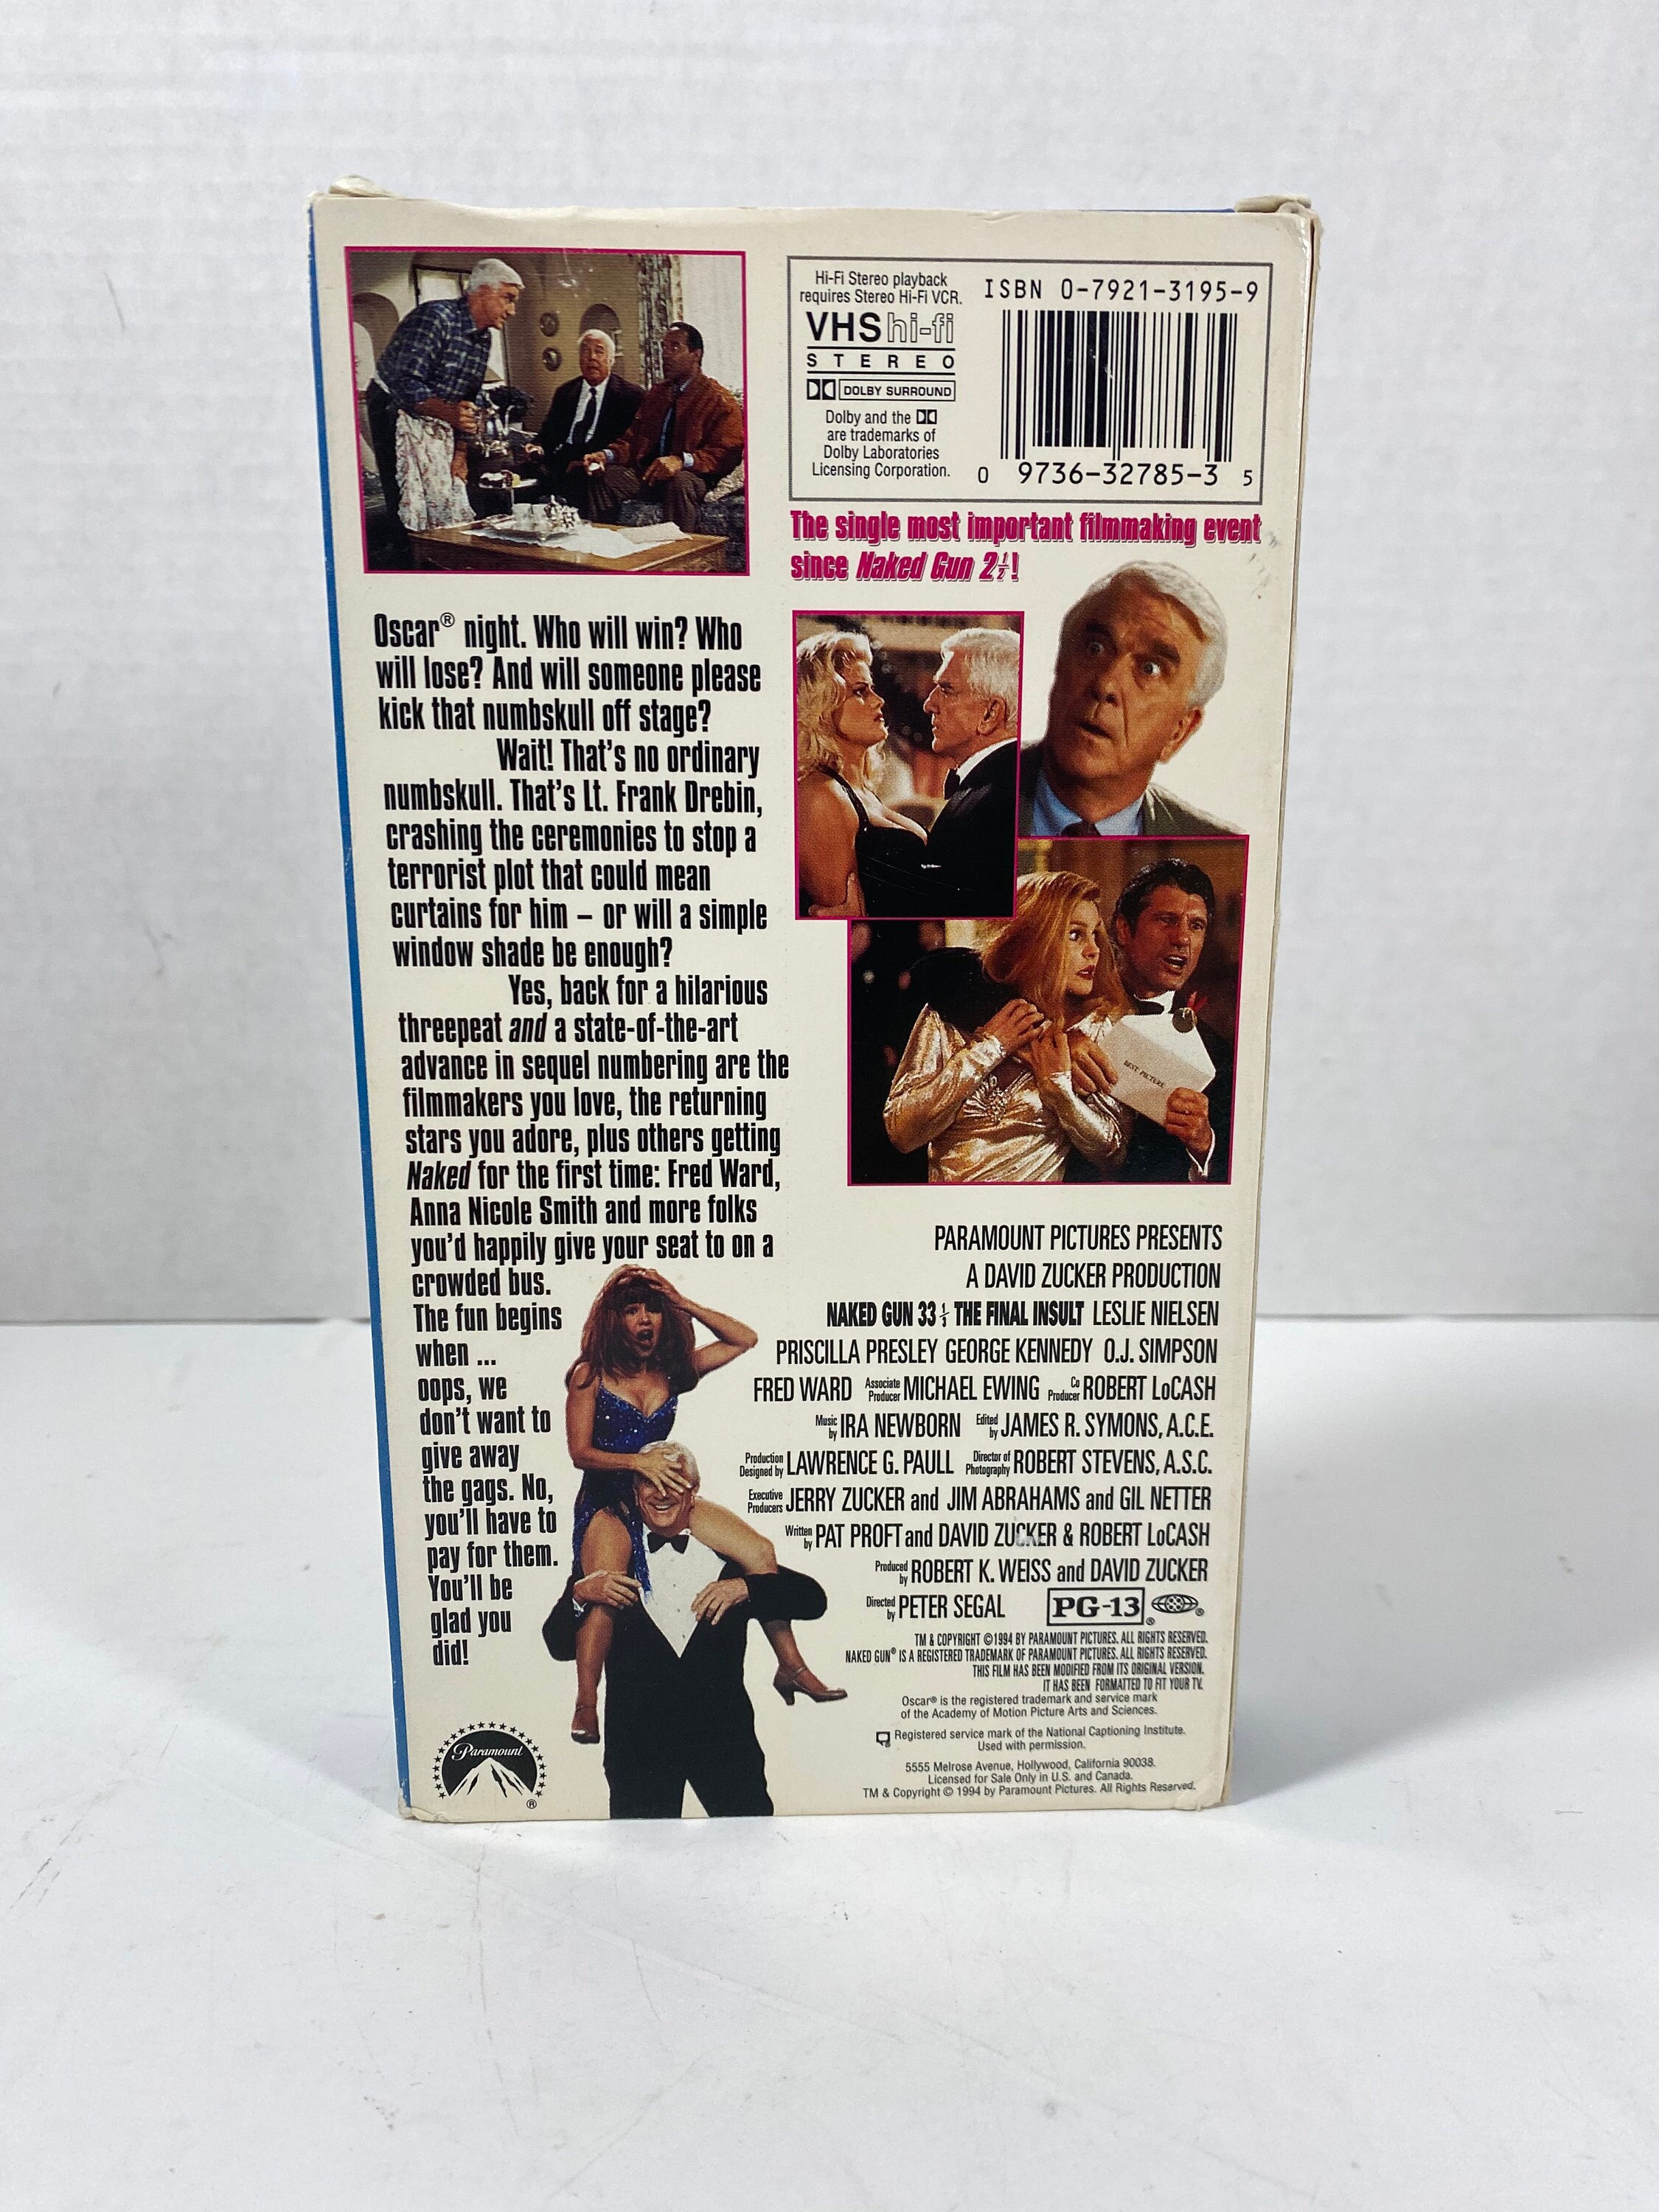 Hi-Fi Stereo playback
requires Stereo Hi-Fi VCR.
VHS hi-fi
STEREO
DOLBY SURROUND
Dolby and the
are trademarks of
Dolby Laboratories
Licensing Corporation.
ISBN 0-7921-3195-9
0 9736-32785-3 5
The single most important filmmaking event
since Naked Gun 2½!
Oscar® night. Who will win? Who
will lose? And will someone please
kick that numbskull off stage?
Wait! That's no ordinary
numbskull. That's Lt. Frank Drebin,
crashing the ceremonies to stop a
terrorist plot that could mean
curtains for him – or will a simple
window shade be enough?
Yes, back for a hilarious
threepeat and a state-of-the-art
advance in sequel numbering are the
filmmakers you love, the returning
stars you adore, plus others getting
Naked for the first time: Fred Ward,
Anna Nicole Smith and more folks
you'd happily give your seat to on a
crowded bus.
The fun begins
when ...
oops, we
don't want to
give away
the gags. No,
you'll have to
pay for them.
You'll be
glad you
did!
BEST PICTURE
PARAMOUNT PICTURES PRESENTS
A DAVID ZUCKER PRODUCTION
NAKED GUN 33⅓ THE FINAL INSULT LESLIE NIELSEN
PRISCILLA PRESLEY GEORGE KENNEDY O.J. SIMPSON
FRED WARD Associate Producer MICHAEL EWING Co Producer ROBERT LoCASH
Music by IRA NEWBORN Edited by JAMES R. SYMONS, A.C.E.
Production Designed by LAWRENCE G. PAULL Director of Photography ROBERT STEVENS, A.S.C.
Executive Producers JERRY ZUCKER and JIM ABRAHAMS and GIL NETTER
Written by PAT PROFT and DAVID ZUCKER & ROBERT LoCASH
Produced by ROBERT K. WEISS and DAVID ZUCKER
Directed by PETER SEGAL PG-13 ® ®
TM & COPYRIGHT ©1994 BY PARAMOUNT PICTURES. ALL RIGHTS RESERVED.
NAKED GUN® IS A REGISTERED TRADEMARK OF PARAMOUNT PICTURES. ALL RIGHTS RESERVED.
THIS FILM HAS BEEN MODIFIED FROM ITS ORIGINAL VERSION.
IT HAS BEEN FORMATTED TO FIT YOUR TV.
Oscar® is the registered trademark and service mark
of the Academy of Motion Picture Arts and Sciences.
Registered service mark of the National Captioning Institute.
Used with permission.
5555 Melrose Avenue, Hollywood, California 90038.
Licensed for Sale Only in U.S. and Canada.
TM & Copyright © 1994 by Paramount Pictures. All Rights Reserved.
Paramount
®